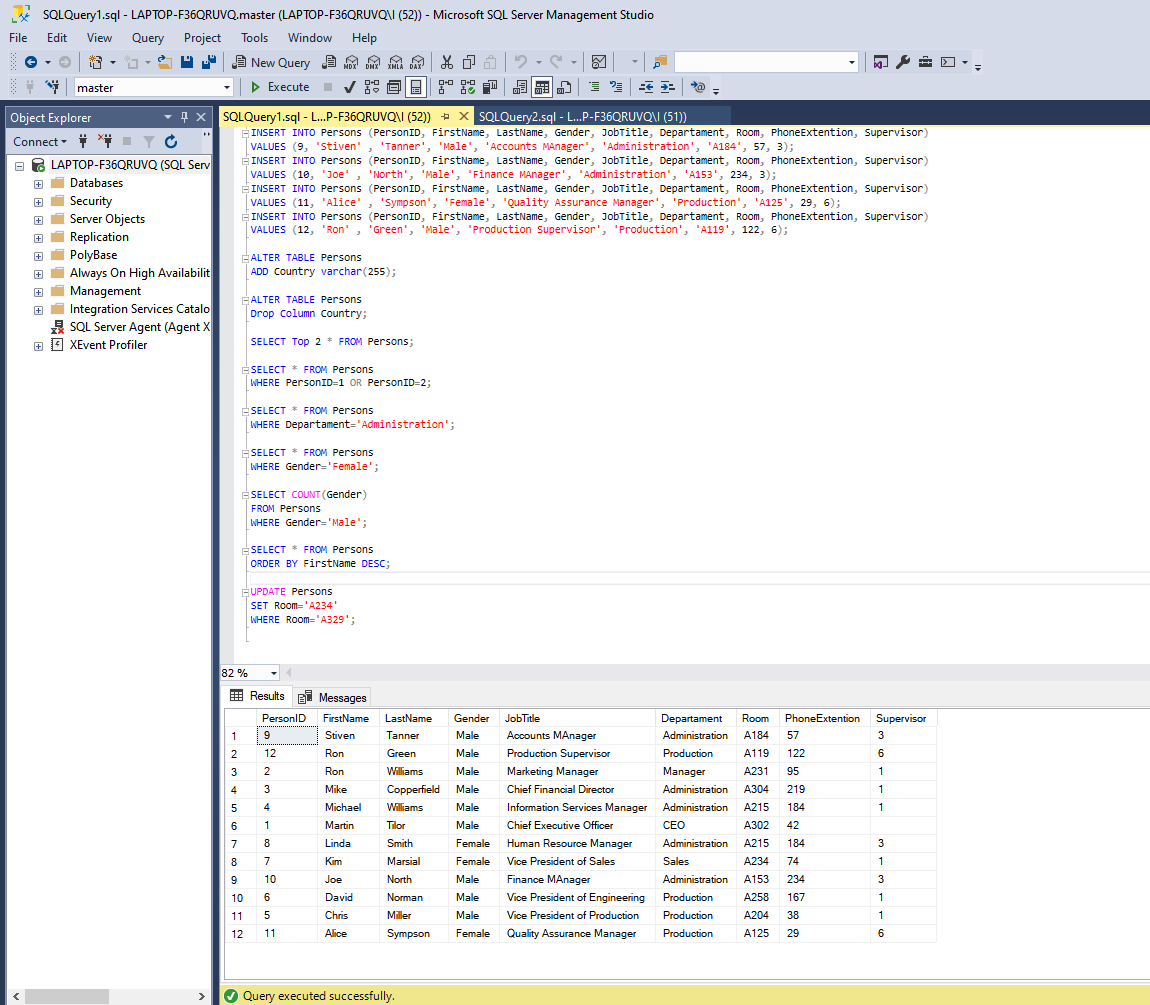 SQLQuery1.sql - LAPTOP-F36QRUVQ.master (LAPTOP-F36QRUVQ\I (52)) - Microsoft SQL Server Management Studio
File Edit View Query Project Tools Window Help
New Query MDX DMX XMLA DAX
master Execute
Object Explorer
Connect
LAPTOP-F36QRUVQ (SQL Serv
Databases
Security
Server Objects
Replication
PolyBase
Always On High Availabilit
Management
Integration Services Catalo
SQL Server Agent (Agent X
XEvent Profiler
SQLQuery1.sql - L...P-F36QRUVQ\I (52)) SQLQuery2.sql - L...P-F36QRUVQ\I (51))
INSERT INTO Persons (PersonID, FirstName, LastName, Gender, JobTitle, Departament, Room, PhoneExtention, Supervisor)
VALUES (9, 'Stiven' , 'Tanner', 'Male', 'Accounts MAnager', 'Administration', 'A184', 57, 3);
INSERT INTO Persons (PersonID, FirstName, LastName, Gender, JobTitle, Departament, Room, PhoneExtention, Supervisor)
VALUES (10, 'Joe' , 'North', 'Male', 'Finance MAnager', 'Administration', 'A153', 234, 3);
INSERT INTO Persons (PersonID, FirstName, LastName, Gender, JobTitle, Departament, Room, PhoneExtention, Supervisor)
VALUES (11, 'Alice' , 'Sympson', 'Female', 'Quality Assurance Manager', 'Production', 'A125', 29, 6);
INSERT INTO Persons (PersonID, FirstName, LastName, Gender, JobTitle, Departament, Room, PhoneExtention, Supervisor)
VALUES (12, 'Ron' , 'Green', 'Male', 'Production Supervisor', 'Production', 'A119', 122, 6);
ALTER TABLE Persons
ADD Country varchar(255);
ALTER TABLE Persons
Drop Column Country;
SELECT Top 2 * FROM Persons;
SELECT * FROM Persons
WHERE PersonID=1 OR PersonID=2;
SELECT * FROM Persons
WHERE Departament='Administration';
SELECT * FROM Persons
WHERE Gender='Female';
SELECT COUNT(Gender)
FROM Persons
WHERE Gender='Male';
SELECT * FROM Persons
ORDER BY FirstName DESC;
UPDATE Persons
SET Room='A234'
WHERE Room='A329';
82 %
Results Messages
PersonID FirstName LastName Gender JobTitle Departament Room PhoneExtention Supervisor
1 9 Stiven Tanner Male Accounts MAnager Administration A184 57 3
2 12 Ron Green Male Production Supervisor Production A119 122 6
3 2 Ron Williams Male Marketing Manager Manager A231 95 1
4 3 Mike Copperfield Male Chief Financial Director Administration A304 219 1
5 4 Michael Williams Male Information Services Manager Administration A215 184 1
6 1 Martin Tilor Male Chief Executive Officer CEO A302 42
7 8 Linda Smith Female Human Resource Manager Administration A215 184 3
8 7 Kim Marsial Female Vice President of Sales Sales A234 74 1
9 10 Joe North Male Finance MAnager Administration A153 234 3
10 6 David Norman Male Vice President of Engineering Production A258 167 1
11 5 Chris Miller Male Vice President of Production Production A204 38 1
12 11 Alice Sympson Female Quality Assurance Manager Production A125 29 6
Query executed successfully.